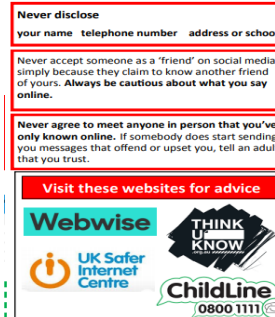 Never disclose
your name telephone number address or schoo
Never accept someone as a 'friend' on social media
simply because they claim to know another friend
of yours. Always be cautious about what you say
online.
Never agree to meet anyone in person that you've
only known online. If somebody does start sending
you messages that offend or upset you, tell an adul
that you trust.
Visit these websites for advice
Webwise
THINK
U
KNOW
.org.au
UK Safer
Internet
Centre
ChildLine
0800 1111